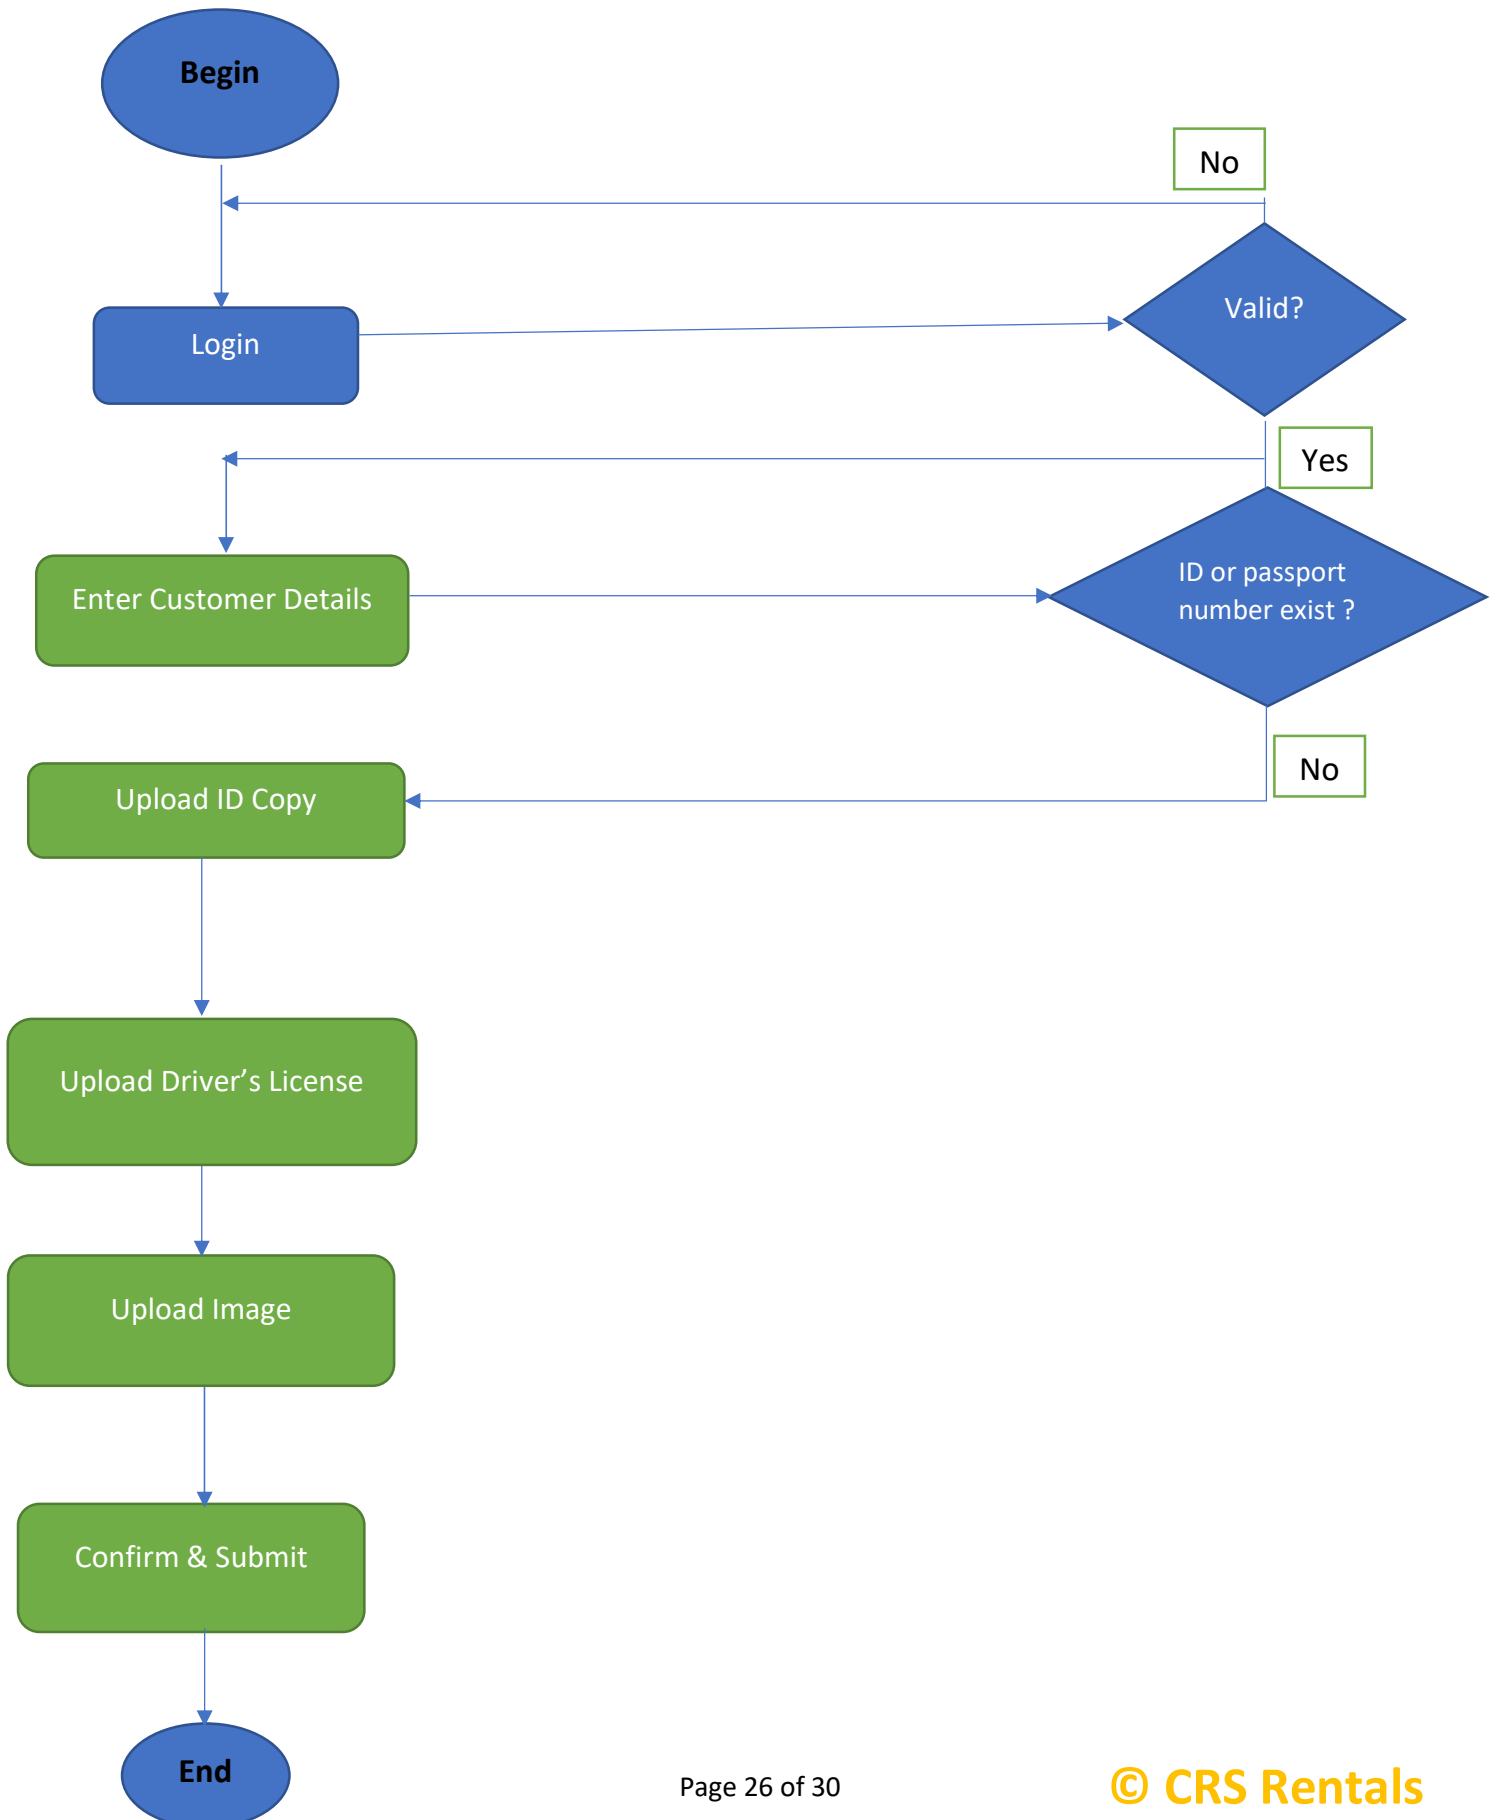 Begin
No
Valid?
Login
Yes
ID or passport
number exist ?
Enter Customer Details
No
Upload ID Copy
Upload Driver’s License
Upload Image
Confirm & Submit
End
Page 26 of 30
© CRS Rentals